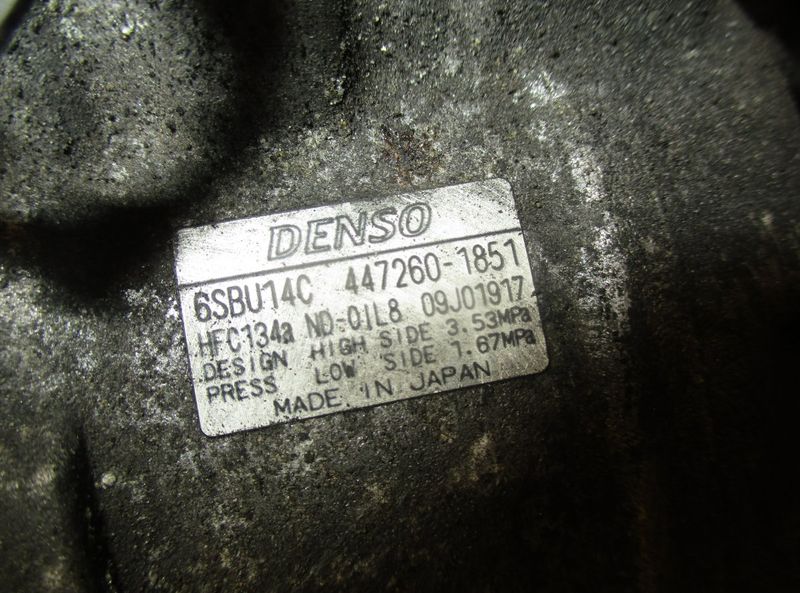 DENSO
6SBU14C 447260-1851
HFC134a ND-OIL8 09J01917
DESIGN HIGH SIDE 3.53MPa
PRESS LOW SIDE 1.67MPa
MADE IN JAPAN